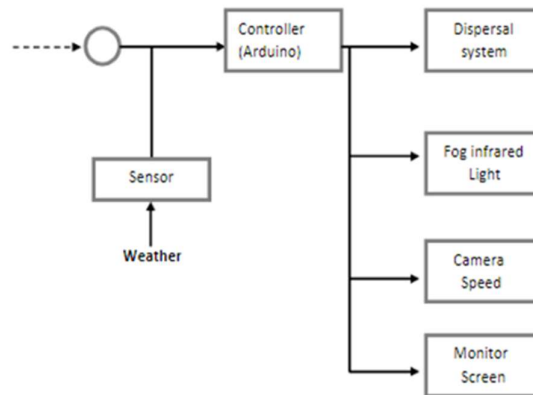 Controller
(Arduino)
Dispersal
system
Fog infrared
Light
Sensor
Weather
Camera
Speed
Monitor
Screen